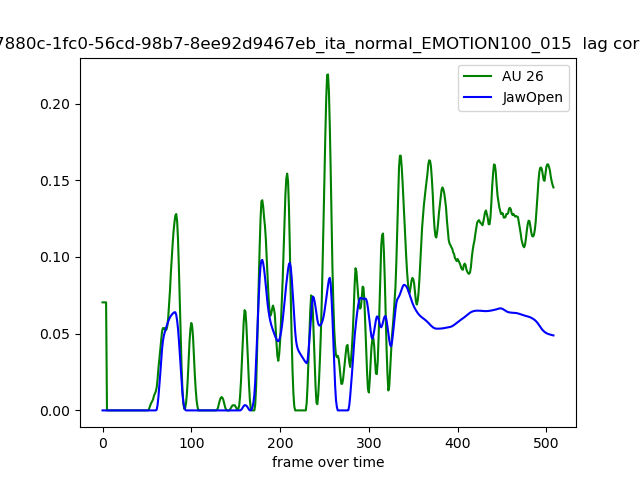 7880c-1fc0-56cd-98b7-8ee92d9467eb_ita_normal_EMOTION100_015 lag cor
AU 26
JawOpen
0.20
0.15
0.10
0.05
0.00
0 100 200 300 400 500
frame over time